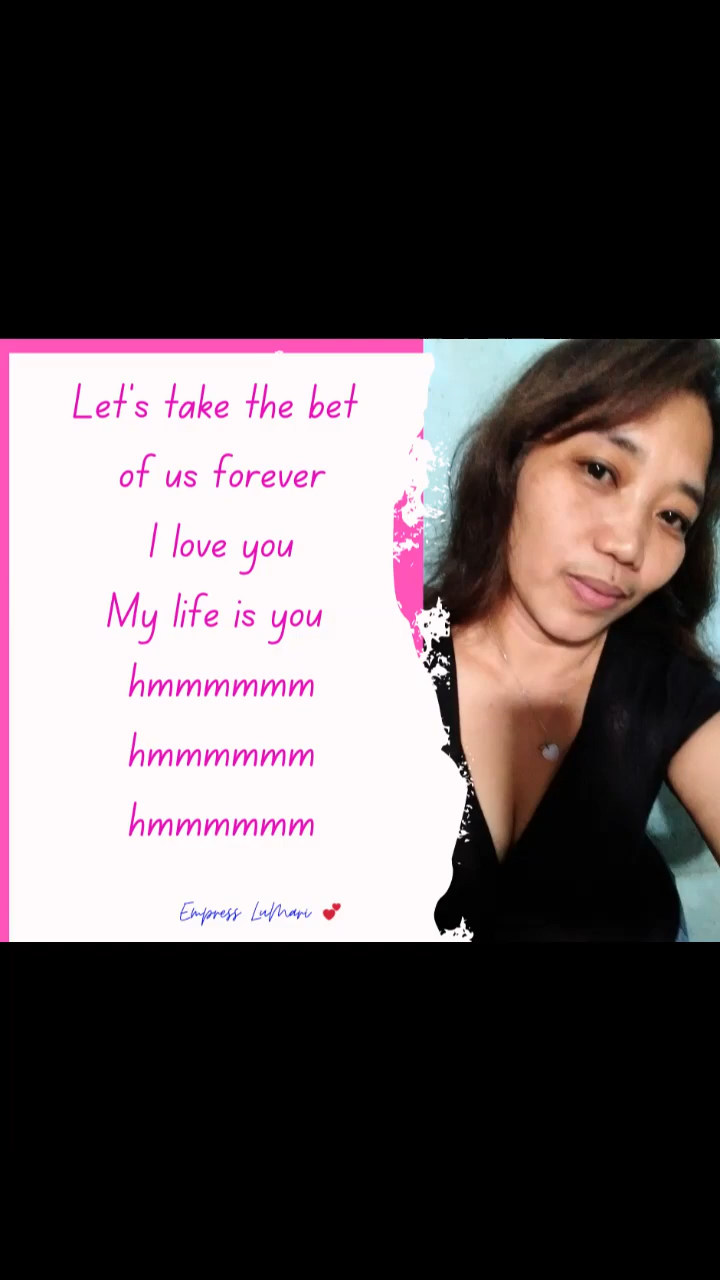 Let's take the bet
of us forever
I love you
My life is you
hmmmmmm
hmmmmmm
hmmmmmm
Empress LuMari 💕